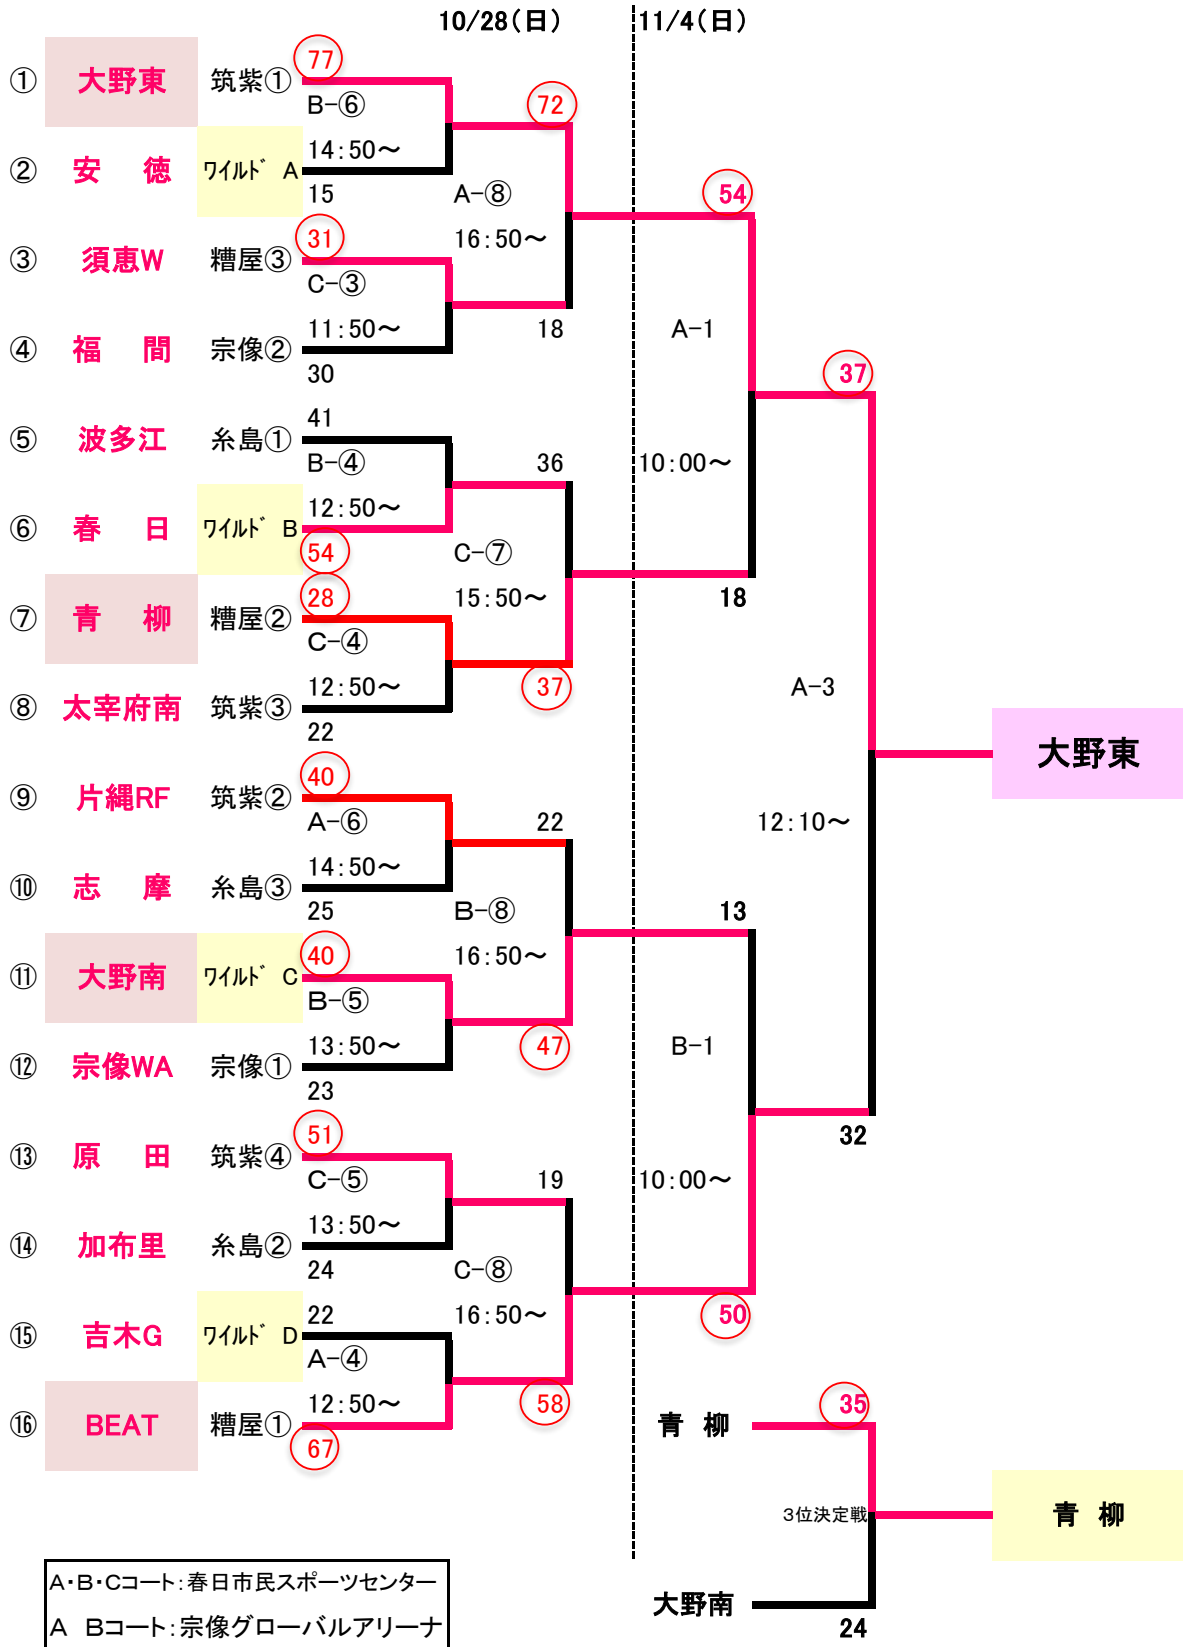 10/28(日)
11/4(日)
① 大野東 筑紫① 77
B-⑥
72
14:50～
② 安 徳 ワイルド A
15
A-⑧
54
③ 須恵W 糟屋③ 31
16:50～
C-③
11:50～
18
A-1
④ 福 間 宗像②
30
37
41
⑤ 波多江 糸島①
B-④
36
10:00～
12:50～
⑥ 春 日 ワイルド B
54
C-⑦
28
15:50～
18
⑦ 青 柳 糟屋②
C-④
12:50～
37
A-3
⑧ 太宰府南 筑紫③
22
大野東
40
⑨ 片縄RF 筑紫②
A-⑥
22
12:10～
14:50～
⑩ 志 摩 糸島③
25
B-⑧
13
40
16:50～
⑪ 大野南 ワイルド C
B-⑤
13:50～
47
B-1
⑫ 宗像WA 宗像①
23
51
32
⑬ 原 田 筑紫④
C-⑤
19
10:00～
13:50～
⑭ 加布里 糸島②
24
C-⑧
22
16:50～
50
⑮ 吉木G ワイルド D
A-④
12:50～
58
35
⑯ BEAT 糟屋①
67
青 柳
3位決定戦
青 柳
大野南
24
A・B・Cコート:春日市民スポーツセンター
A Bコート:宗像グローバルアリーナ